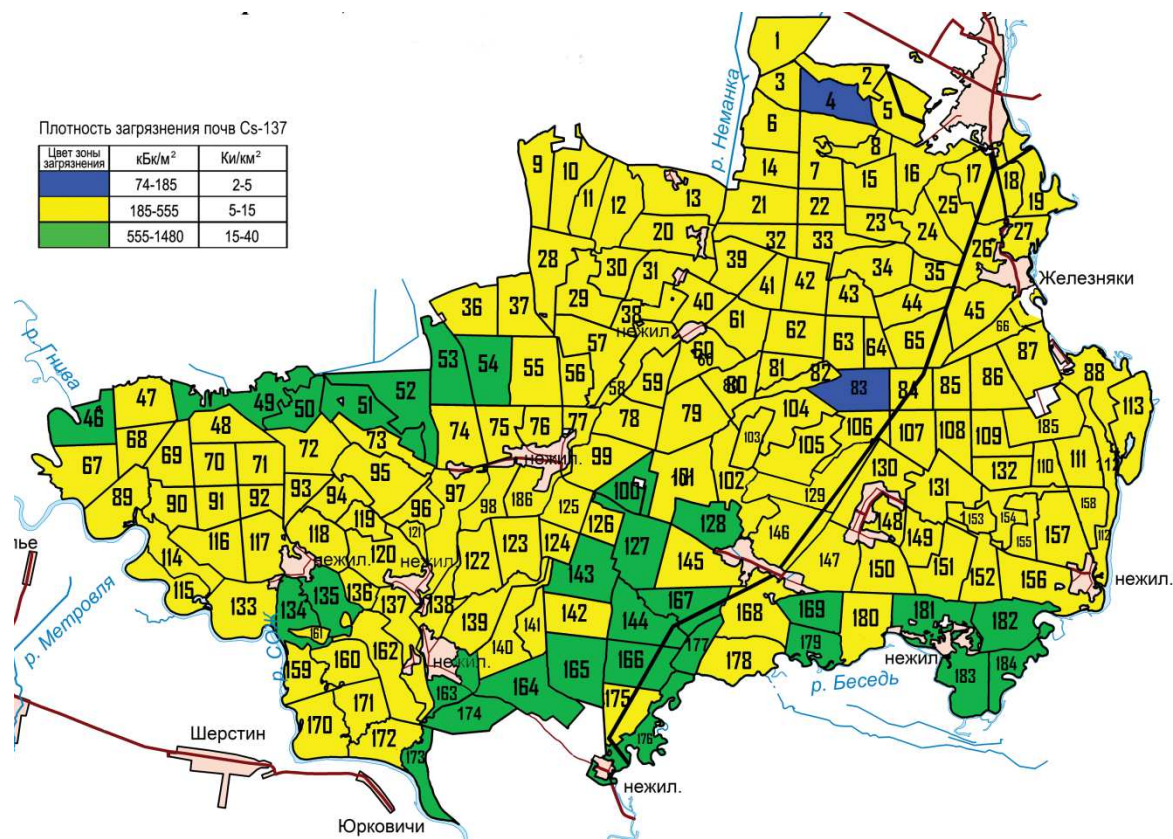 Плотность загрязнения почв Cs-137
Цвет зоны загрязнения кБк/м² Ки/км²
74-185 2-5
185-555 5-15
555-1480 15-40
р. Неманка
р. Гнива
р. Метровля
р. СОЖ
р. Беседь
Железняки
Шерстин
Юрковичи
лье
нежил.
нежил.
нежил.
нежил.
нежил.
нежил.
нежил.
нежил
1
2
3 4 5
6 8
9 10 14 7 15 16 17 18
11 12 13 19
21 22 25
20 23 24 27
28 32 33 26
30 31 39 34 35
29 40 41 42 43 44 45
36 37 38 61 62 66
53 54 57 63 64 65 87
55 56 60 60 86 88
46 47 49 50 51 52 58 59 80 81 82 83 84 85 113
48 78 79 104
67 68 69 70 71 72 73 74 75 76 77 103 105 106 107 108 109 185
89 90 91 92 93 94 95 96 97 98 186 99 100 101 102 130 131 132 110 111
125 128 129
114 116 117 118 119 120 121 122 123 124 126 127 145 146 147 148 149 153 154 155 157 158 112
115 133 134 135 136 137 138 143 150 151 152 156
161 139 140 141 142 144 167 168 169 180 181 182
159 160 162 163 164 165 166 177 178 179 183 184
170 171 172 173 174 175 176